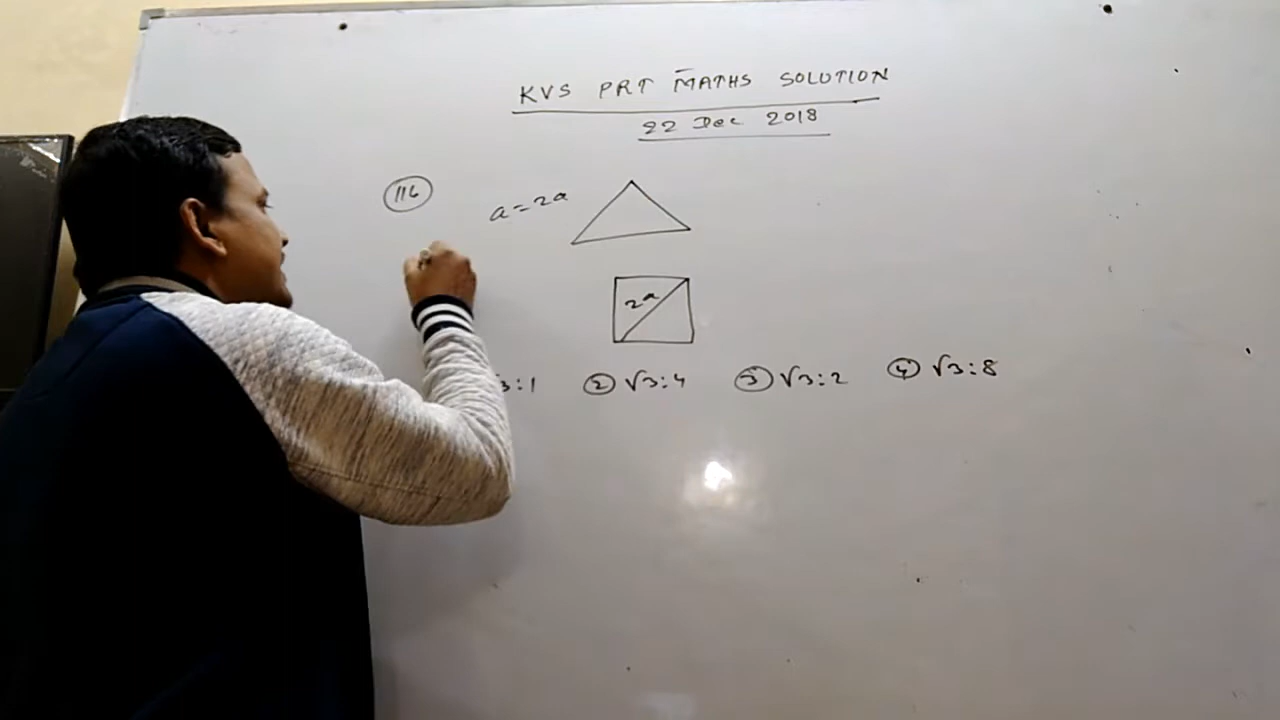 KVS PRT MATHS SOLUTION
22 Dec 2018
116
a=2a
2a
3:1 ② √3:4 ③ √3:2 ④ √3:8